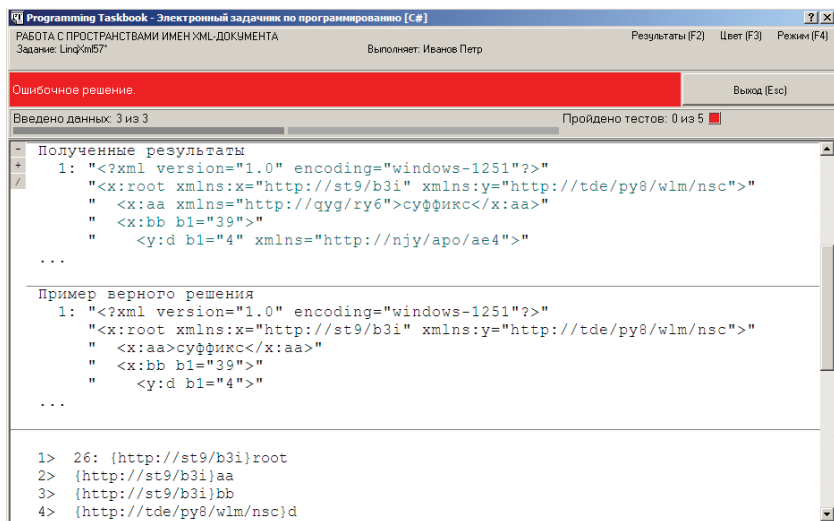 Programming Taskbook - Электронный задачник по программированию [C#]
РАБОТА С ПРОСТРАНСТВАМИ ИМЕН XML-ДОКУМЕНТА
Результаты (F2) Цвет (F3) Режим (F4)
Задание: LinqXml57* Выполняет: Иванов Петр
Ошибочное решение. Выход (Esc)
Введено данных: 3 из 3 Пройдено тестов: 0 из 5
Полученные результаты
1: "<?xml version="1.0" encoding="windows-1251"?>"
"<x:root xmlns:x="http://st9/b3i" xmlns:y="http://tde/py8/wlm/nsc">"
"  <x:aa xmlns="http://qyg/ry6">суффикс</x:aa>"
"  <x:bb b1="39">"
"    <y:d b1="4" xmlns="http://njy/apo/ae4">"
...
Пример верного решения
1: "<?xml version="1.0" encoding="windows-1251"?>"
"<x:root xmlns:x="http://st9/b3i" xmlns:y="http://tde/py8/wlm/nsc">"
"  <x:aa>суффикс</x:aa>"
"  <x:bb b1="39">"
"    <y:d b1="4">"
...
1>  26: {http://st9/b3i}root
2>  {http://st9/b3i}aa
3>  {http://st9/b3i}bb
4>  {http://tde/py8/wlm/nsc}d